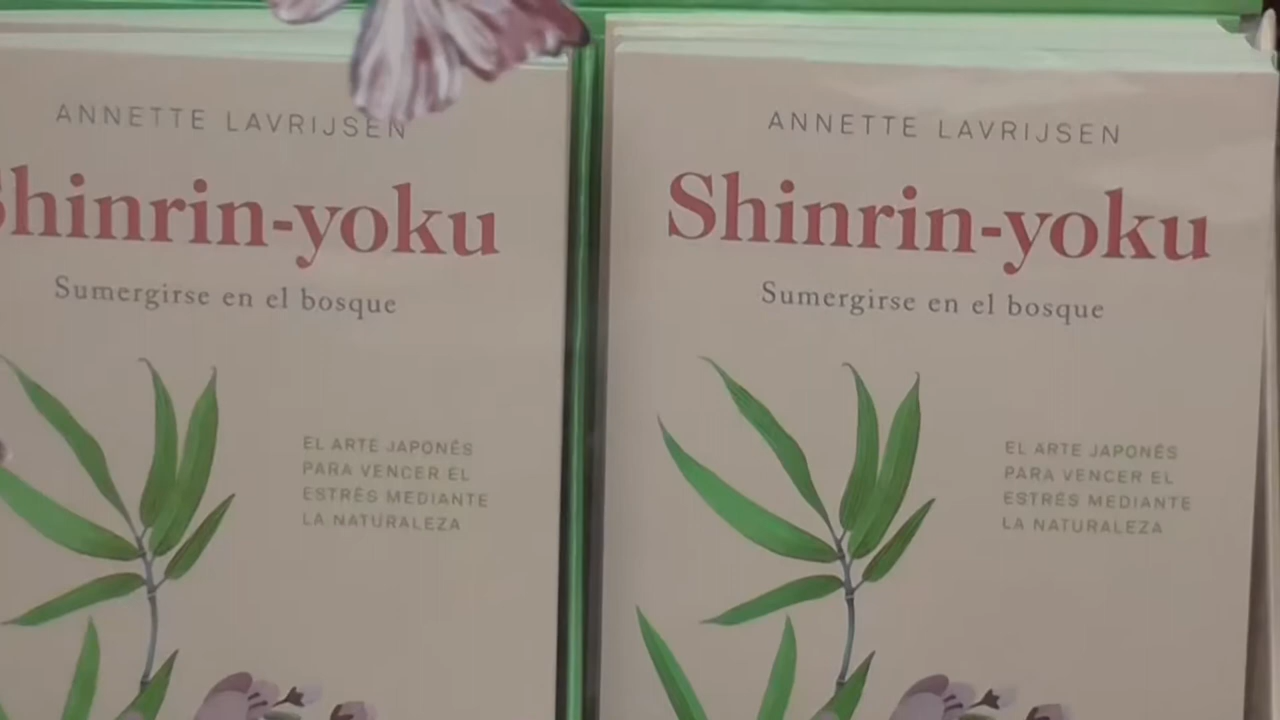 ANNETTE LAVRIJSEN
Shinrin-yoku
Sumergirse en el bosque
EL ARTE JAPONÉS
PARA VENCER EL
ESTRÉS MEDIANTE
LA NATURALEZA
ANNETTE LAVRIJSEN
Shinrin-yoku
Sumergirse en el bosque
EL ARTE JAPONÉS
PARA VENCER EL
ESTRÉS MEDIANTE
LA NATURALEZA